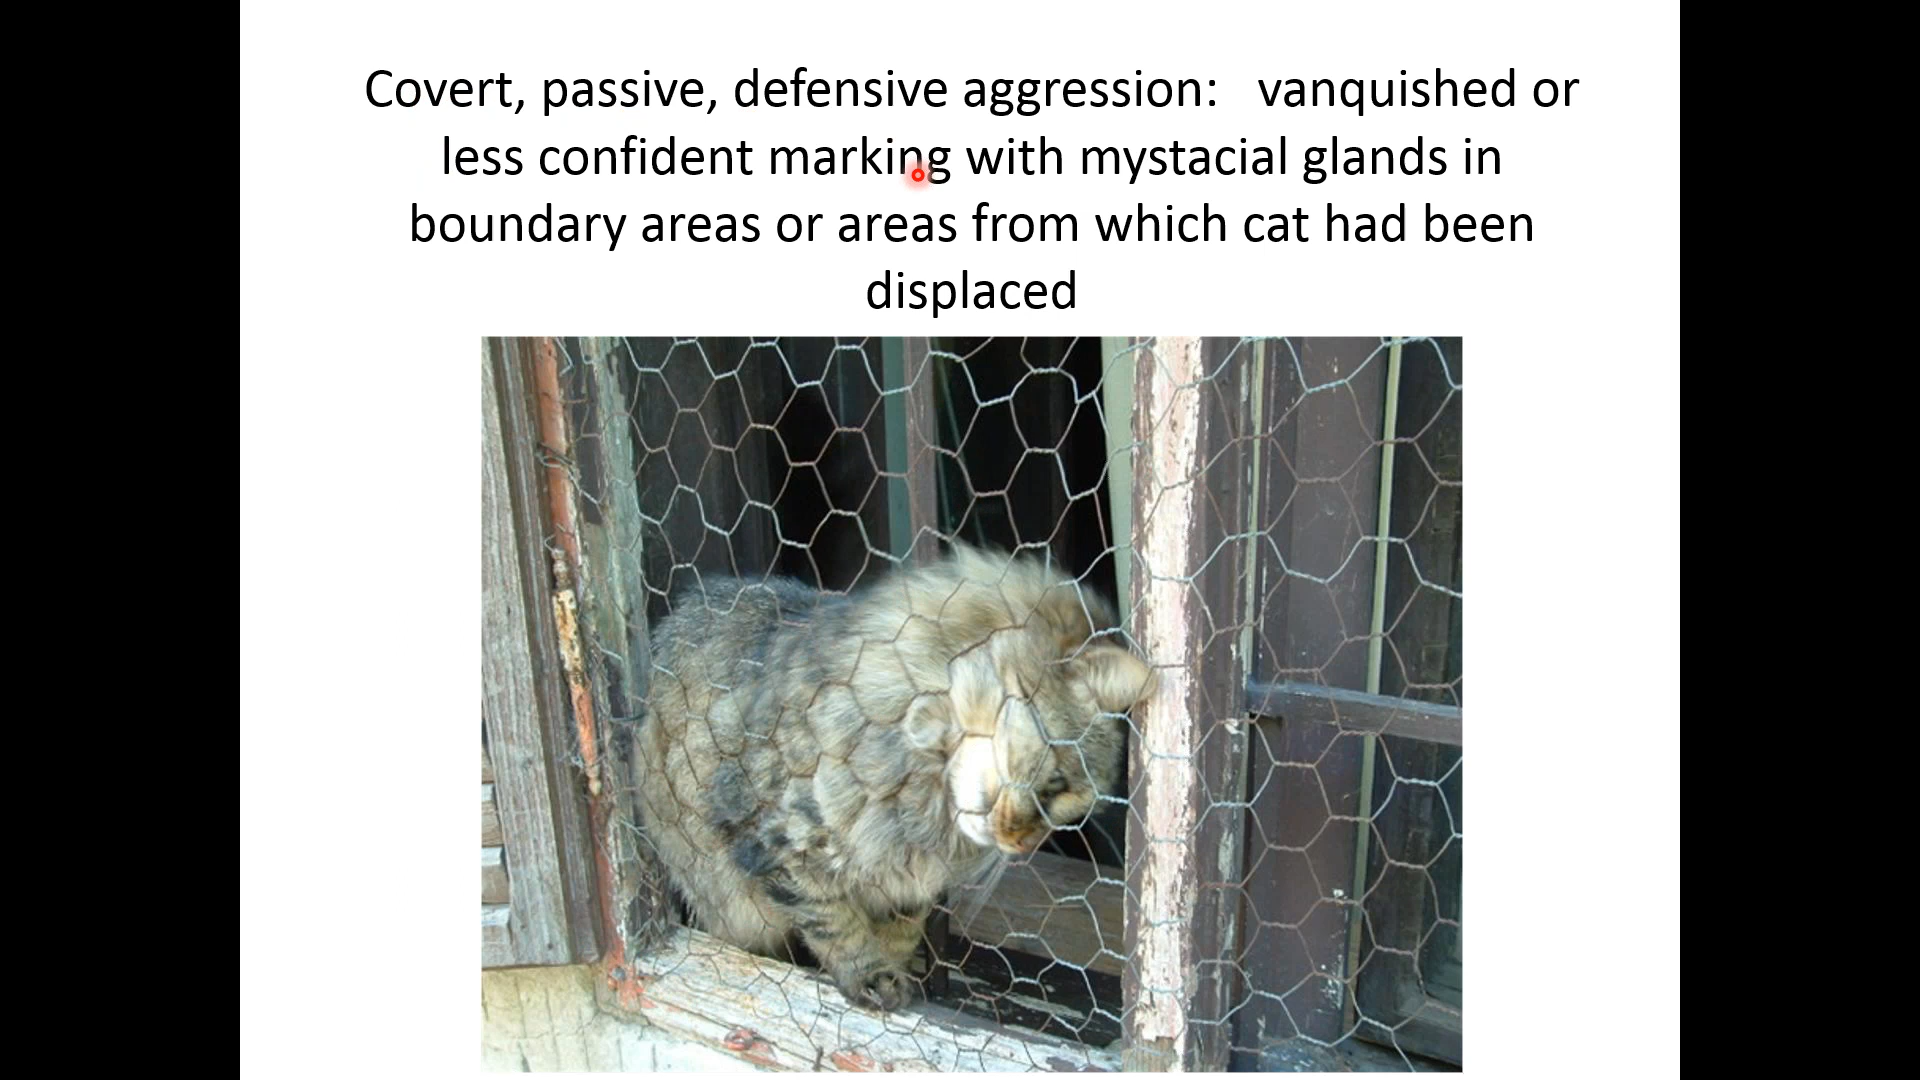 Covert, passive, defensive aggression:   vanquished or
less confident marking with mystacial glands in
boundary areas or areas from which cat had been
displaced